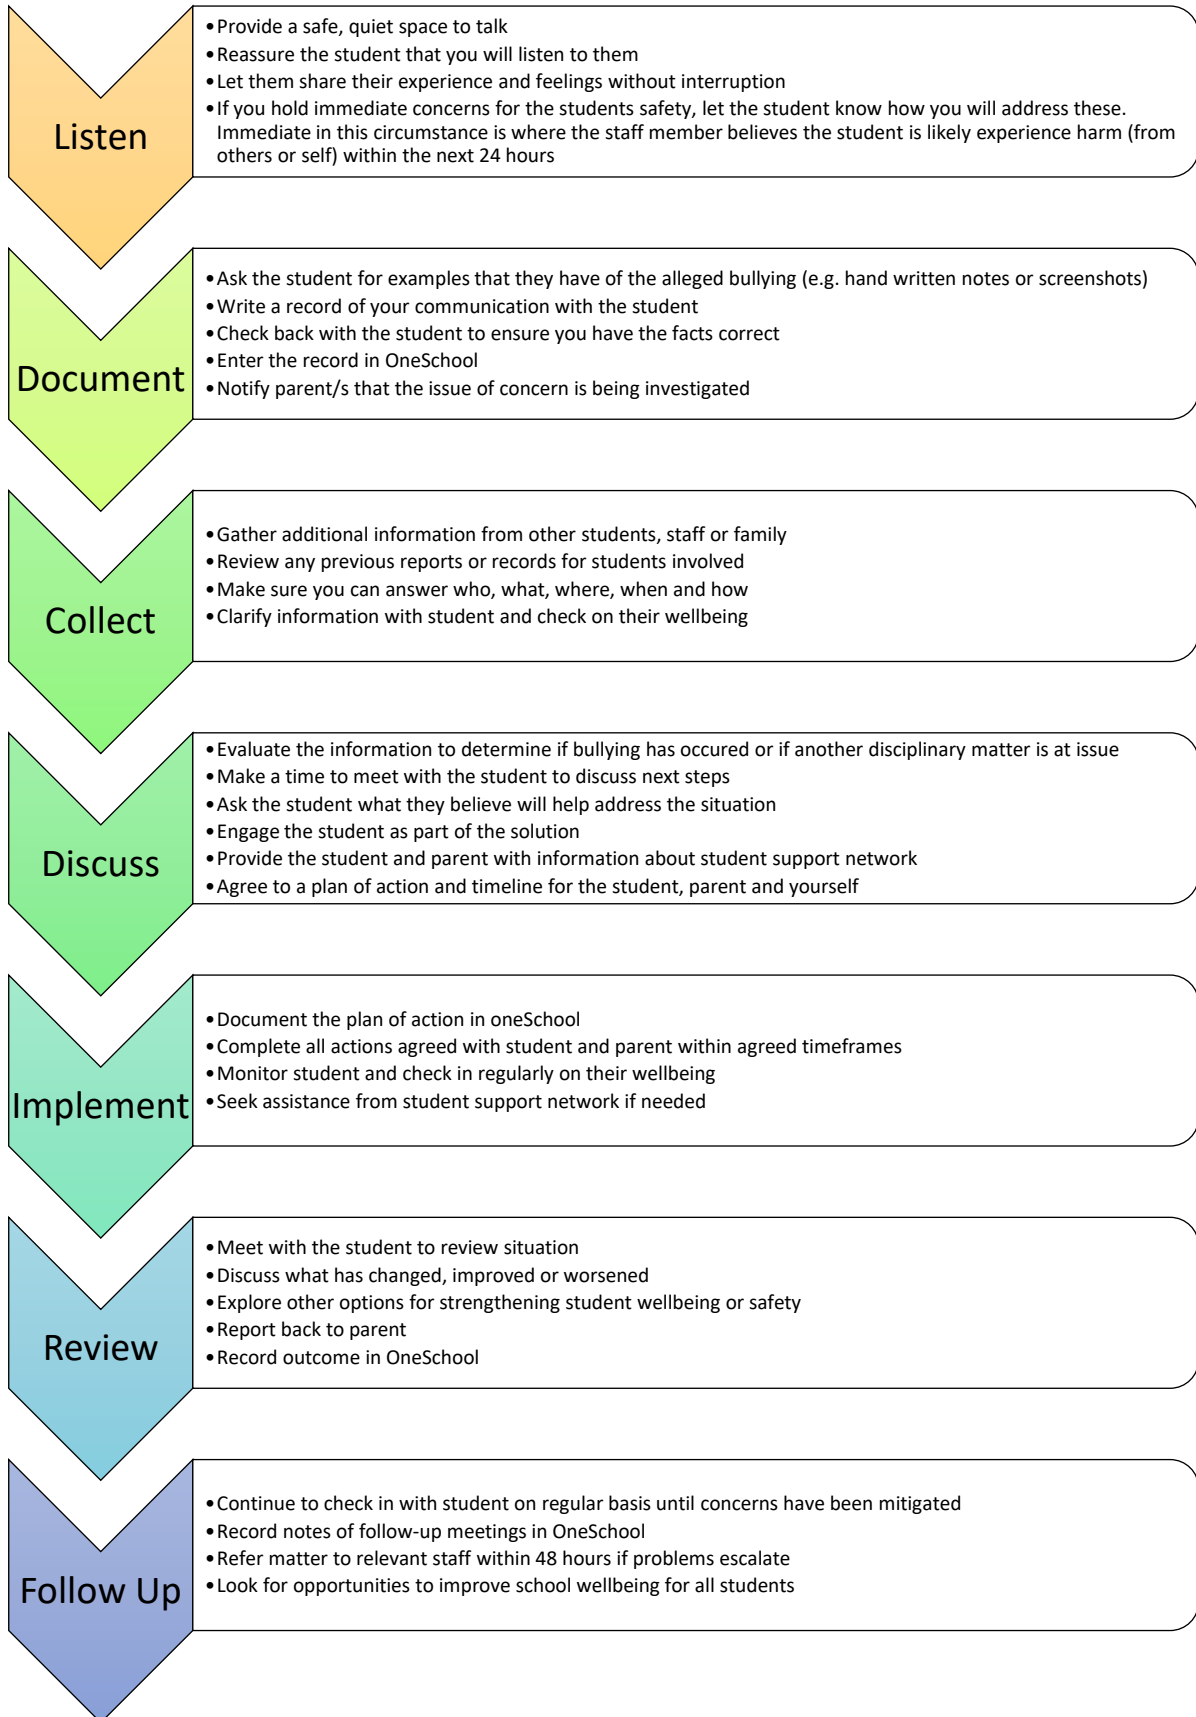 Listen
•Provide a safe, quiet space to talk
•Reassure the student that you will listen to them
•Let them share their experience and feelings without interruption
•If you hold immediate concerns for the students safety, let the student know how you will address these.
Immediate in this circumstance is where the staff member believes the student is likely experience harm (from
others or self) within the next 24 hours
Document
•Ask the student for examples that they have of the alleged bullying (e.g. hand written notes or screenshots)
•Write a record of your communication with the student
•Check back with the student to ensure you have the facts correct
•Enter the record in OneSchool
•Notify parent/s that the issue of concern is being investigated
Collect
•Gather additional information from other students, staff or family
•Review any previous reports or records for students involved
•Make sure you can answer who, what, where, when and how
•Clarify information with student and check on their wellbeing
Discuss
•Evaluate the information to determine if bullying has occured or if another disciplinary matter is at issue
•Make a time to meet with the student to discuss next steps
•Ask the student what they believe will help address the situation
•Engage the student as part of the solution
•Provide the student and parent with information about student support network
•Agree to a plan of action and timeline for the student, parent and yourself
Implement
•Document the plan of action in oneSchool
•Complete all actions agreed with student and parent within agreed timeframes
•Monitor student and check in regularly on their wellbeing
•Seek assistance from student support network if needed
Review
•Meet with the student to review situation
•Discuss what has changed, improved or worsened
•Explore other options for strengthening student wellbeing or safety
•Report back to parent
•Record outcome in OneSchool
Follow Up
•Continue to check in with student on regular basis until concerns have been mitigated
•Record notes of follow-up meetings in OneSchool
•Refer matter to relevant staff within 48 hours if problems escalate
•Look for opportunities to improve school wellbeing for all students